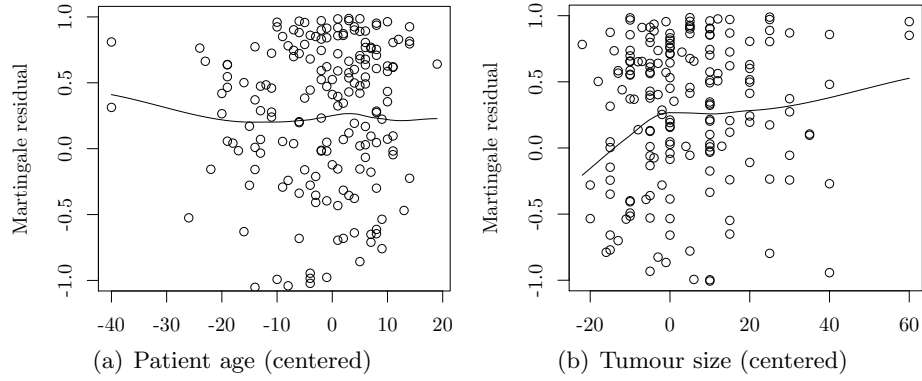 Martingale residual
1.0
0.5
0.0
-0.5
-1.0
-40 -30 -20 -10 0 10 20
(a) Patient age (centered)
Martingale residual
1.0
0.5
0.0
-0.5
-1.0
-20 0 20 40 60
(b) Tumour size (centered)